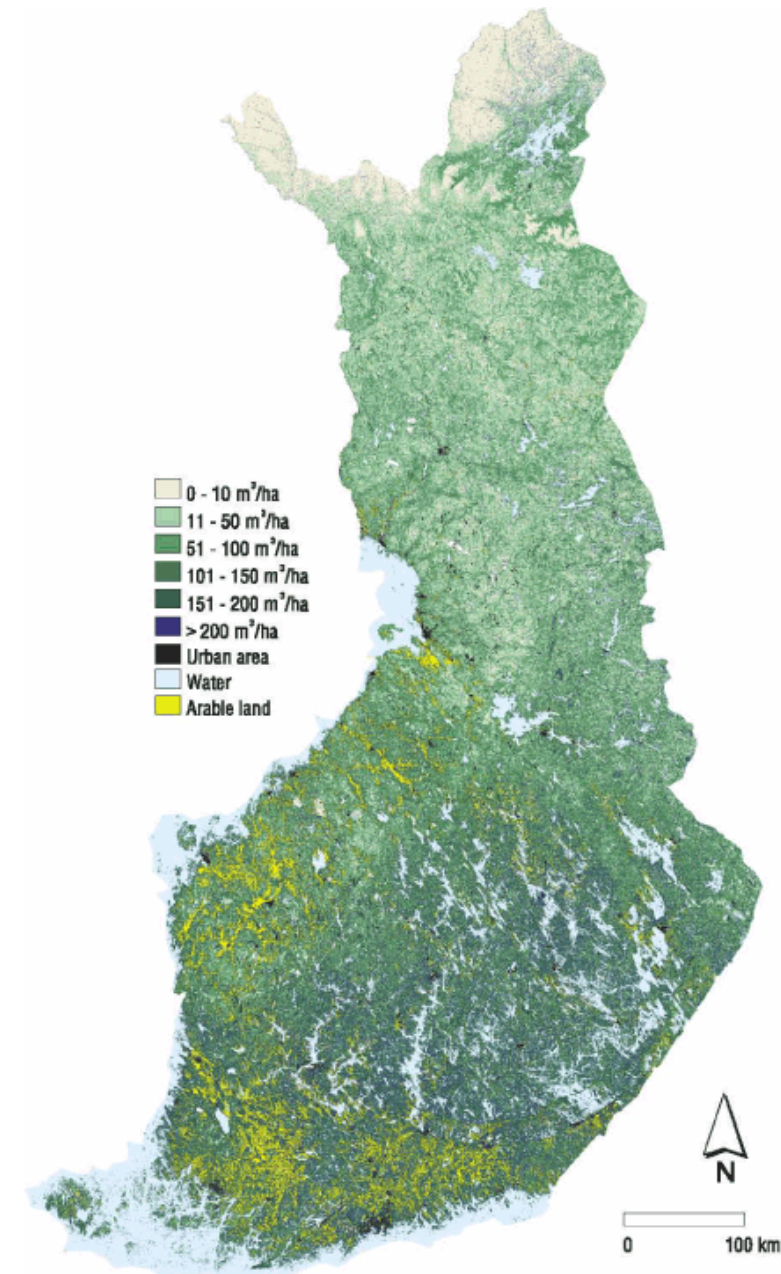 0 - 10 m³/ha
11 - 50 m³/ha
51 - 100 m³/ha
101 - 150 m³/ha
151 - 200 m³/ha
> 200 m³/ha
Urban area
Water
Arable land
N
0 100 km